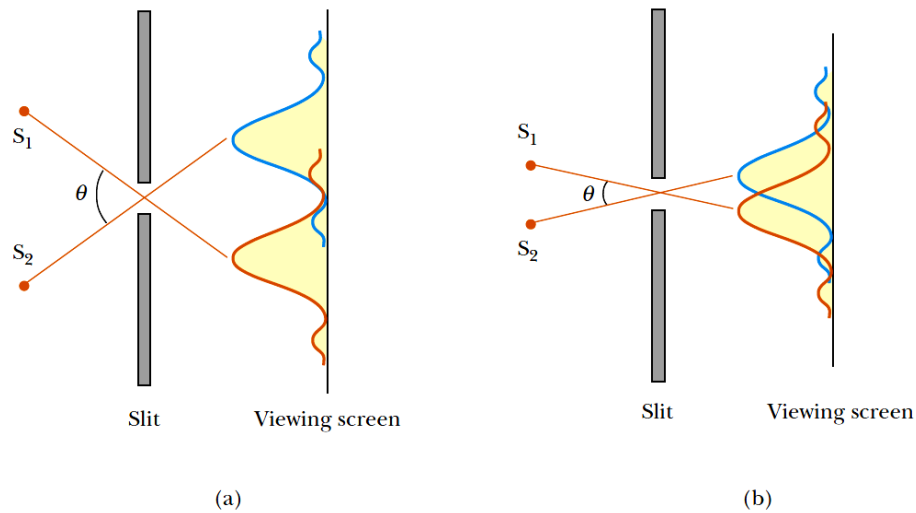 S1
θ
S2
Slit
Viewing screen
(a)
S1
θ
S2
Slit
Viewing screen
(b)